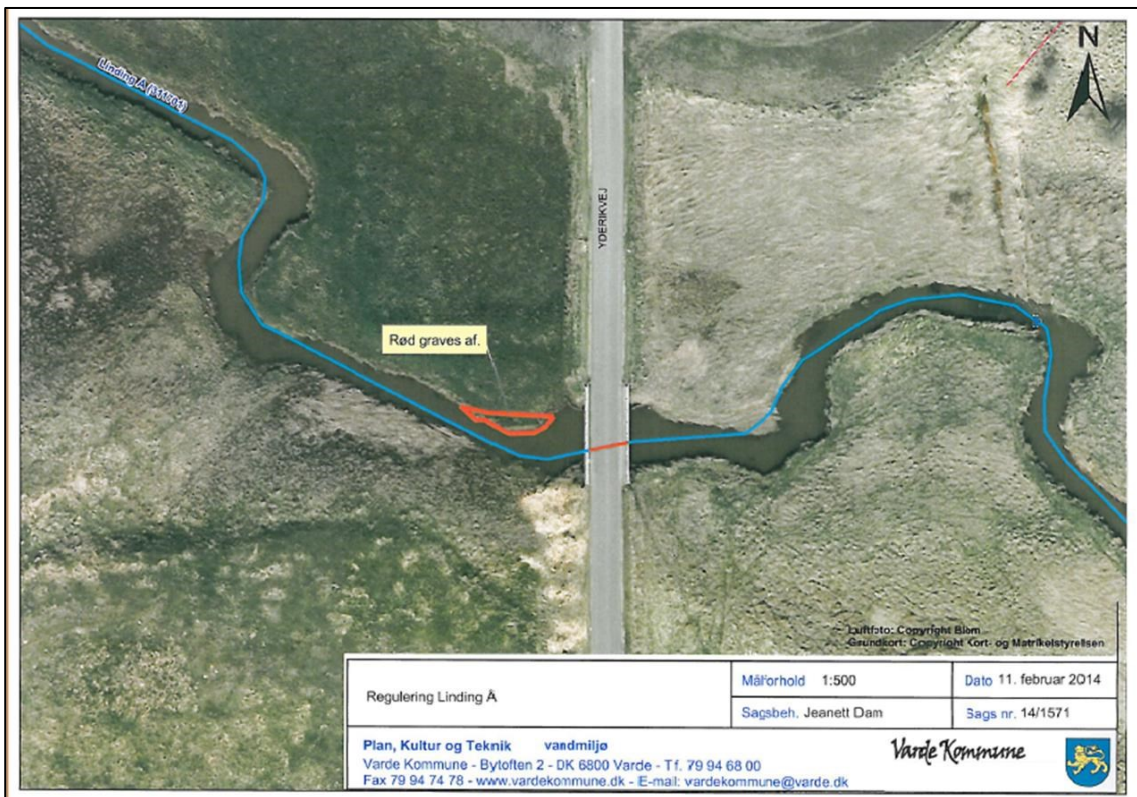 N
Linding Å (311701)
YDERIKVEJ
Rød graves af.
Luftfoto: Copyright Blom
Grundkort: Copyright Kort- og Matrikelstyrelsen
Regulering Linding Å
Målforhold 1:500
Dato 11. februar 2014
Sagsbeh. Jeanett Dam
Sags nr. 14/1571
Plan, Kultur og Teknik vandmiljø
Varde Kommune - Bytoften 2 - DK 6800 Varde - Tf. 79 94 68 00
Fax 79 94 74 78 - www.vardekommune.dk - E-mail: vardekommune@varde.dk
Varde Kommune